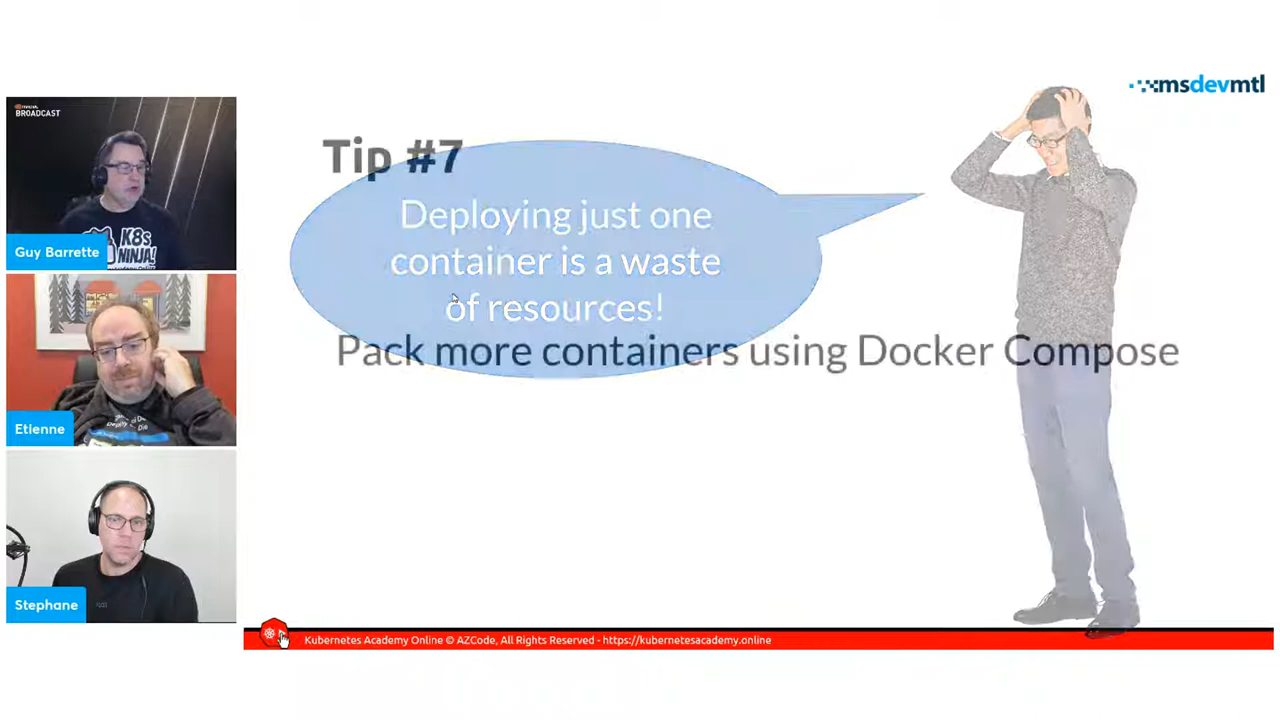 msdevmtl
BROADCAST
K8s
NINJA!
Guy Barrette
Etienne
Stephane
Tip #7
Deploying just one
container is a waste
of resources!
Pack more containers using Docker Compose
Kubernetes Academy Online © AZCode, All Rights Reserved - https://kubernetesacademy.online